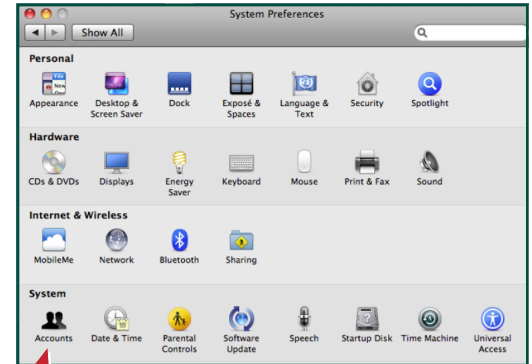 System Preferences
Show All
Personal
Appearance Desktop & Screen Saver Dock Exposé & Spaces Language & Text Security Spotlight
Hardware
CDs & DVDs Displays Energy Saver Keyboard Mouse Print & Fax Sound
Internet & Wireless
MobileMe Network Bluetooth Sharing
System
Accounts Date & Time Parental Controls Software Update Speech Startup Disk Time Machine Universal Access